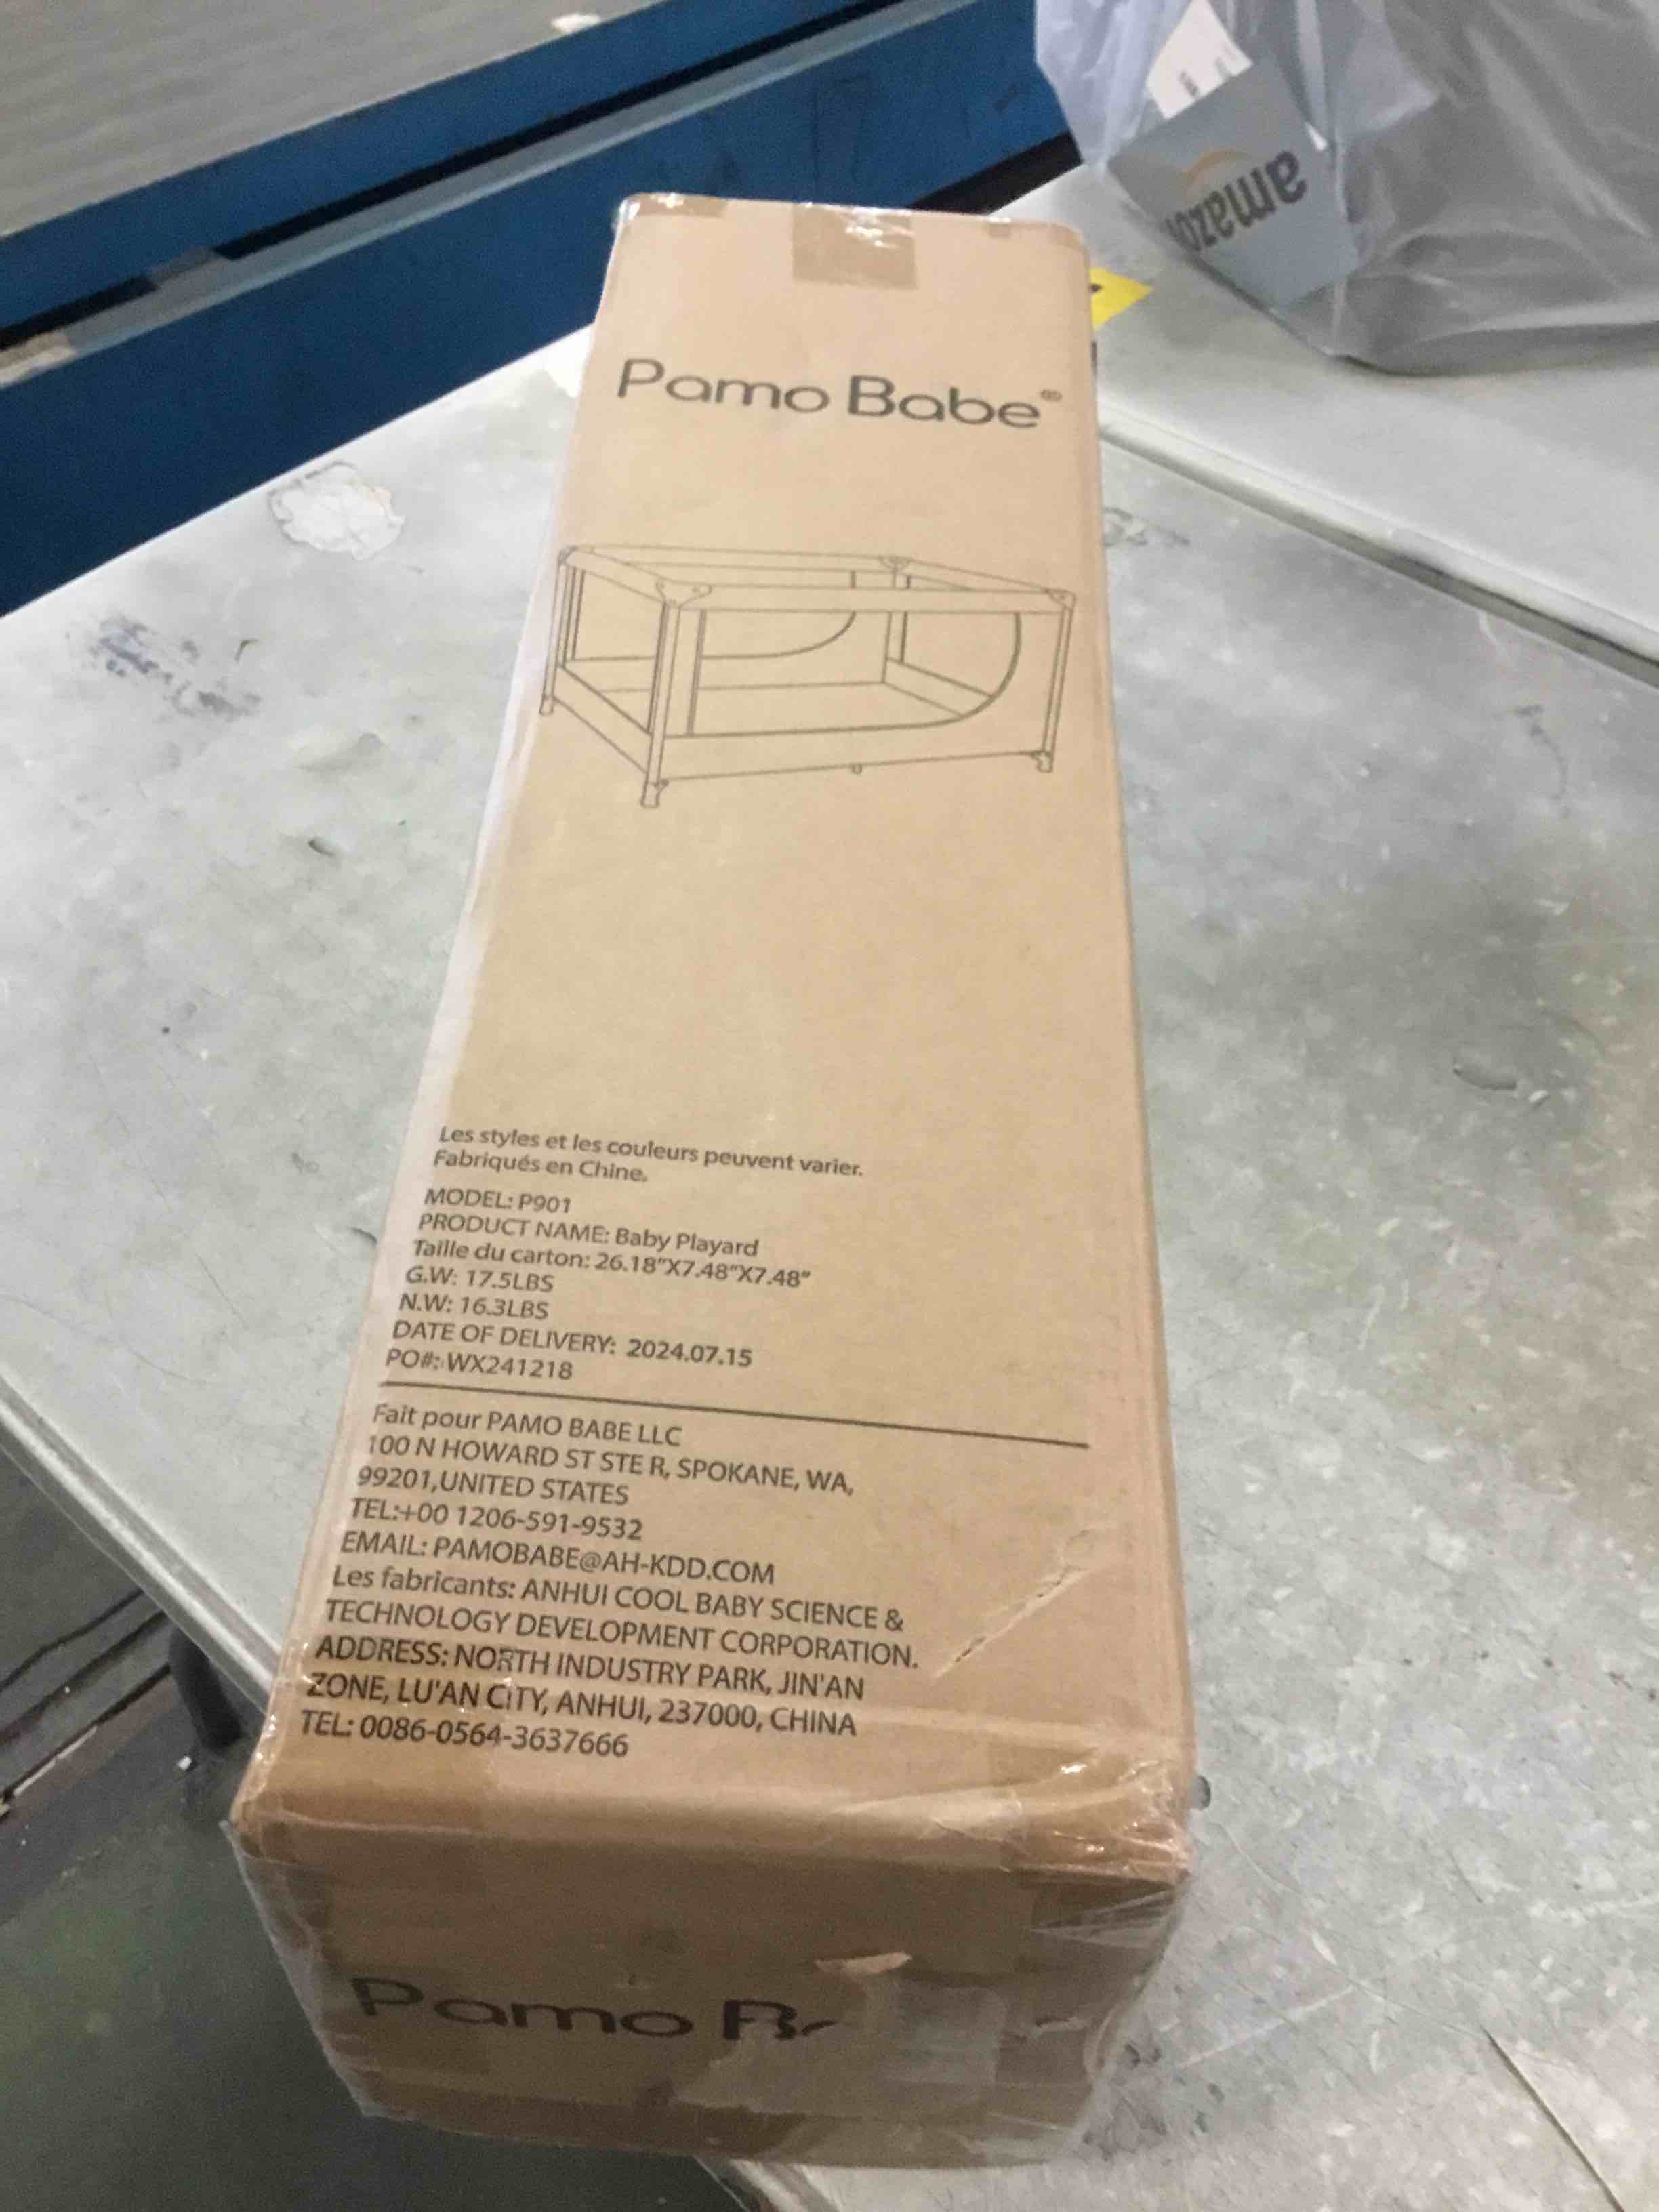 amazon
Pamo Babe®
Les styles et les couleurs peuvent varier.
Fabriqués en Chine.
MODEL: P901
PRODUCT NAME: Baby Playard
Taille du carton: 26.18"X7.48"X7.48"
G.W: 17.5LBS
N.W: 16.3LBS
DATE OF DELIVERY: 2024.07.15
PO#: WX241218
Fait pour PAMO BABE LLC
100 N HOWARD ST STE R, SPOKANE, WA,
99201,UNITED STATES
TEL:+00 1206-591-9532
EMAIL: PAMOBABE@AH-KDD.COM
Les fabricants: ANHUI COOL BABY SCIENCE &
TECHNOLOGY DEVELOPMENT CORPORATION.
ADDRESS: NORTH INDUSTRY PARK, JIN'AN
ZONE, LU'AN CITY, ANHUI, 237000, CHINA
TEL: 0086-0564-3637666
Pamo